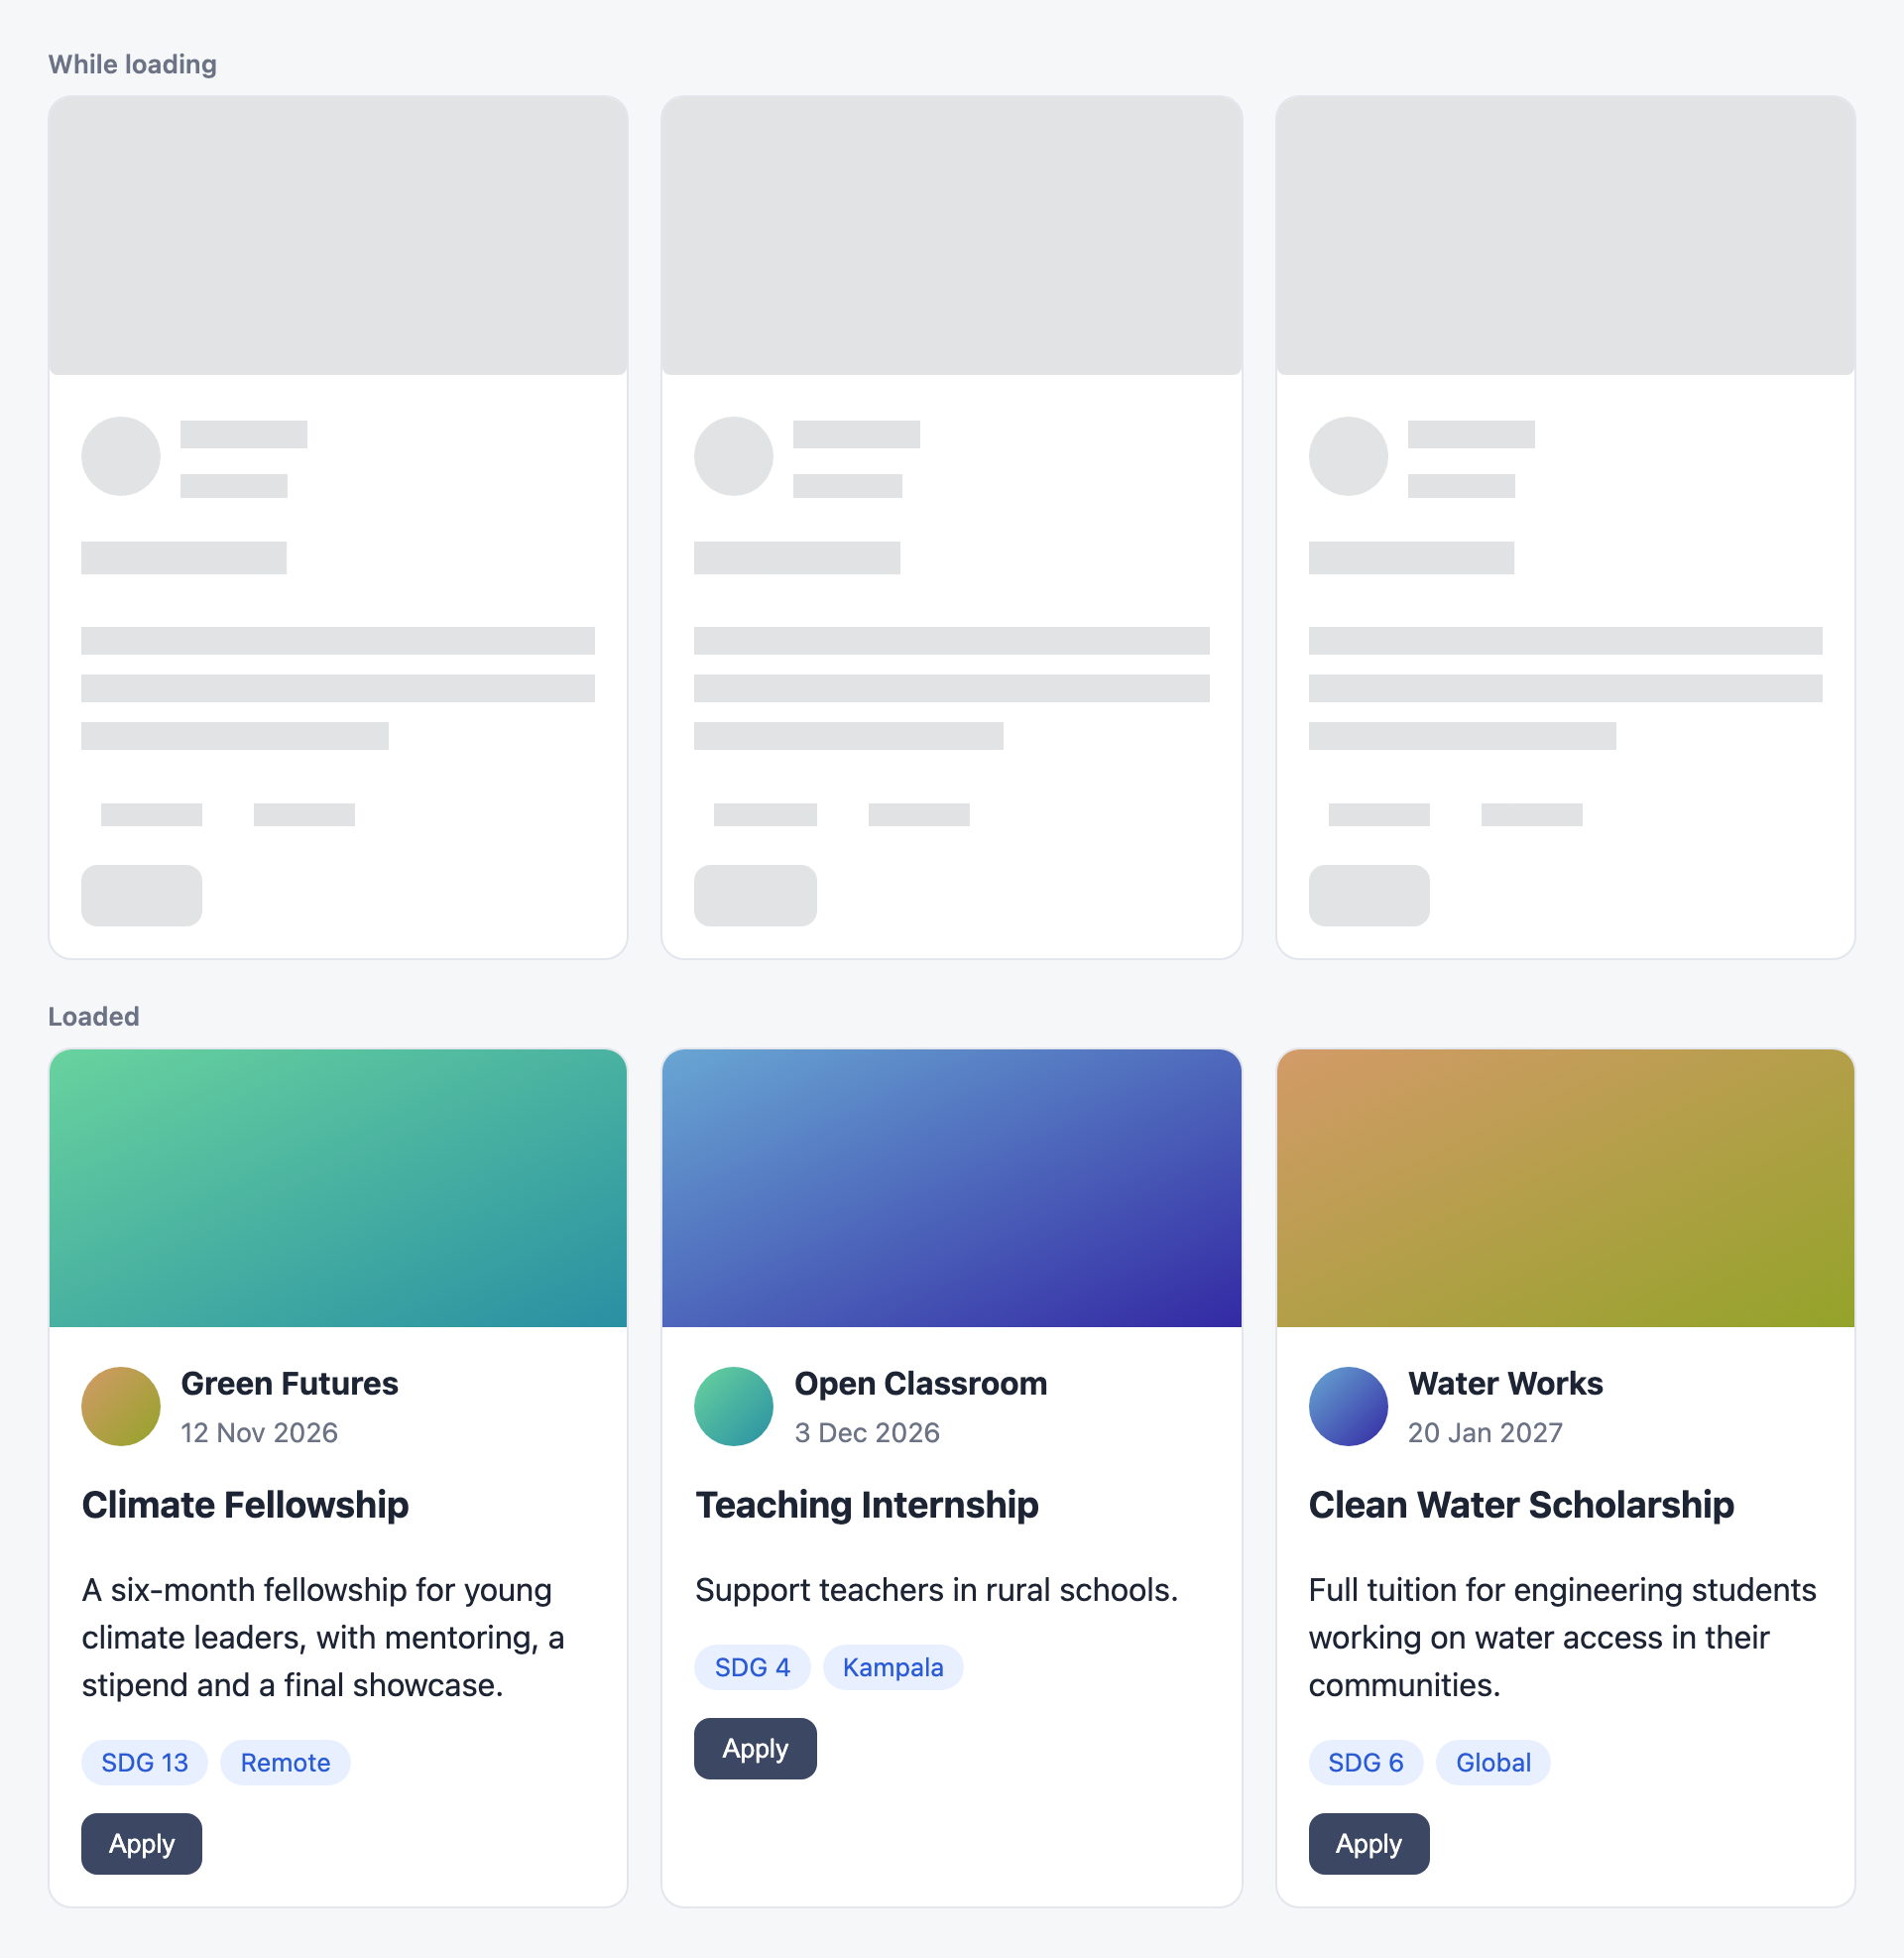 While loading
Loaded
Green Futures
12 Nov 2026
Climate Fellowship
A six-month fellowship for young
climate leaders, with mentoring, a
stipend and a final showcase.
SDG 13
Remote
Apply
Open Classroom
3 Dec 2026
Teaching Internship
Support teachers in rural schools.
SDG 4
Kampala
Apply
Water Works
20 Jan 2027
Clean Water Scholarship
Full tuition for engineering students
working on water access in their
communities.
SDG 6
Global
Apply